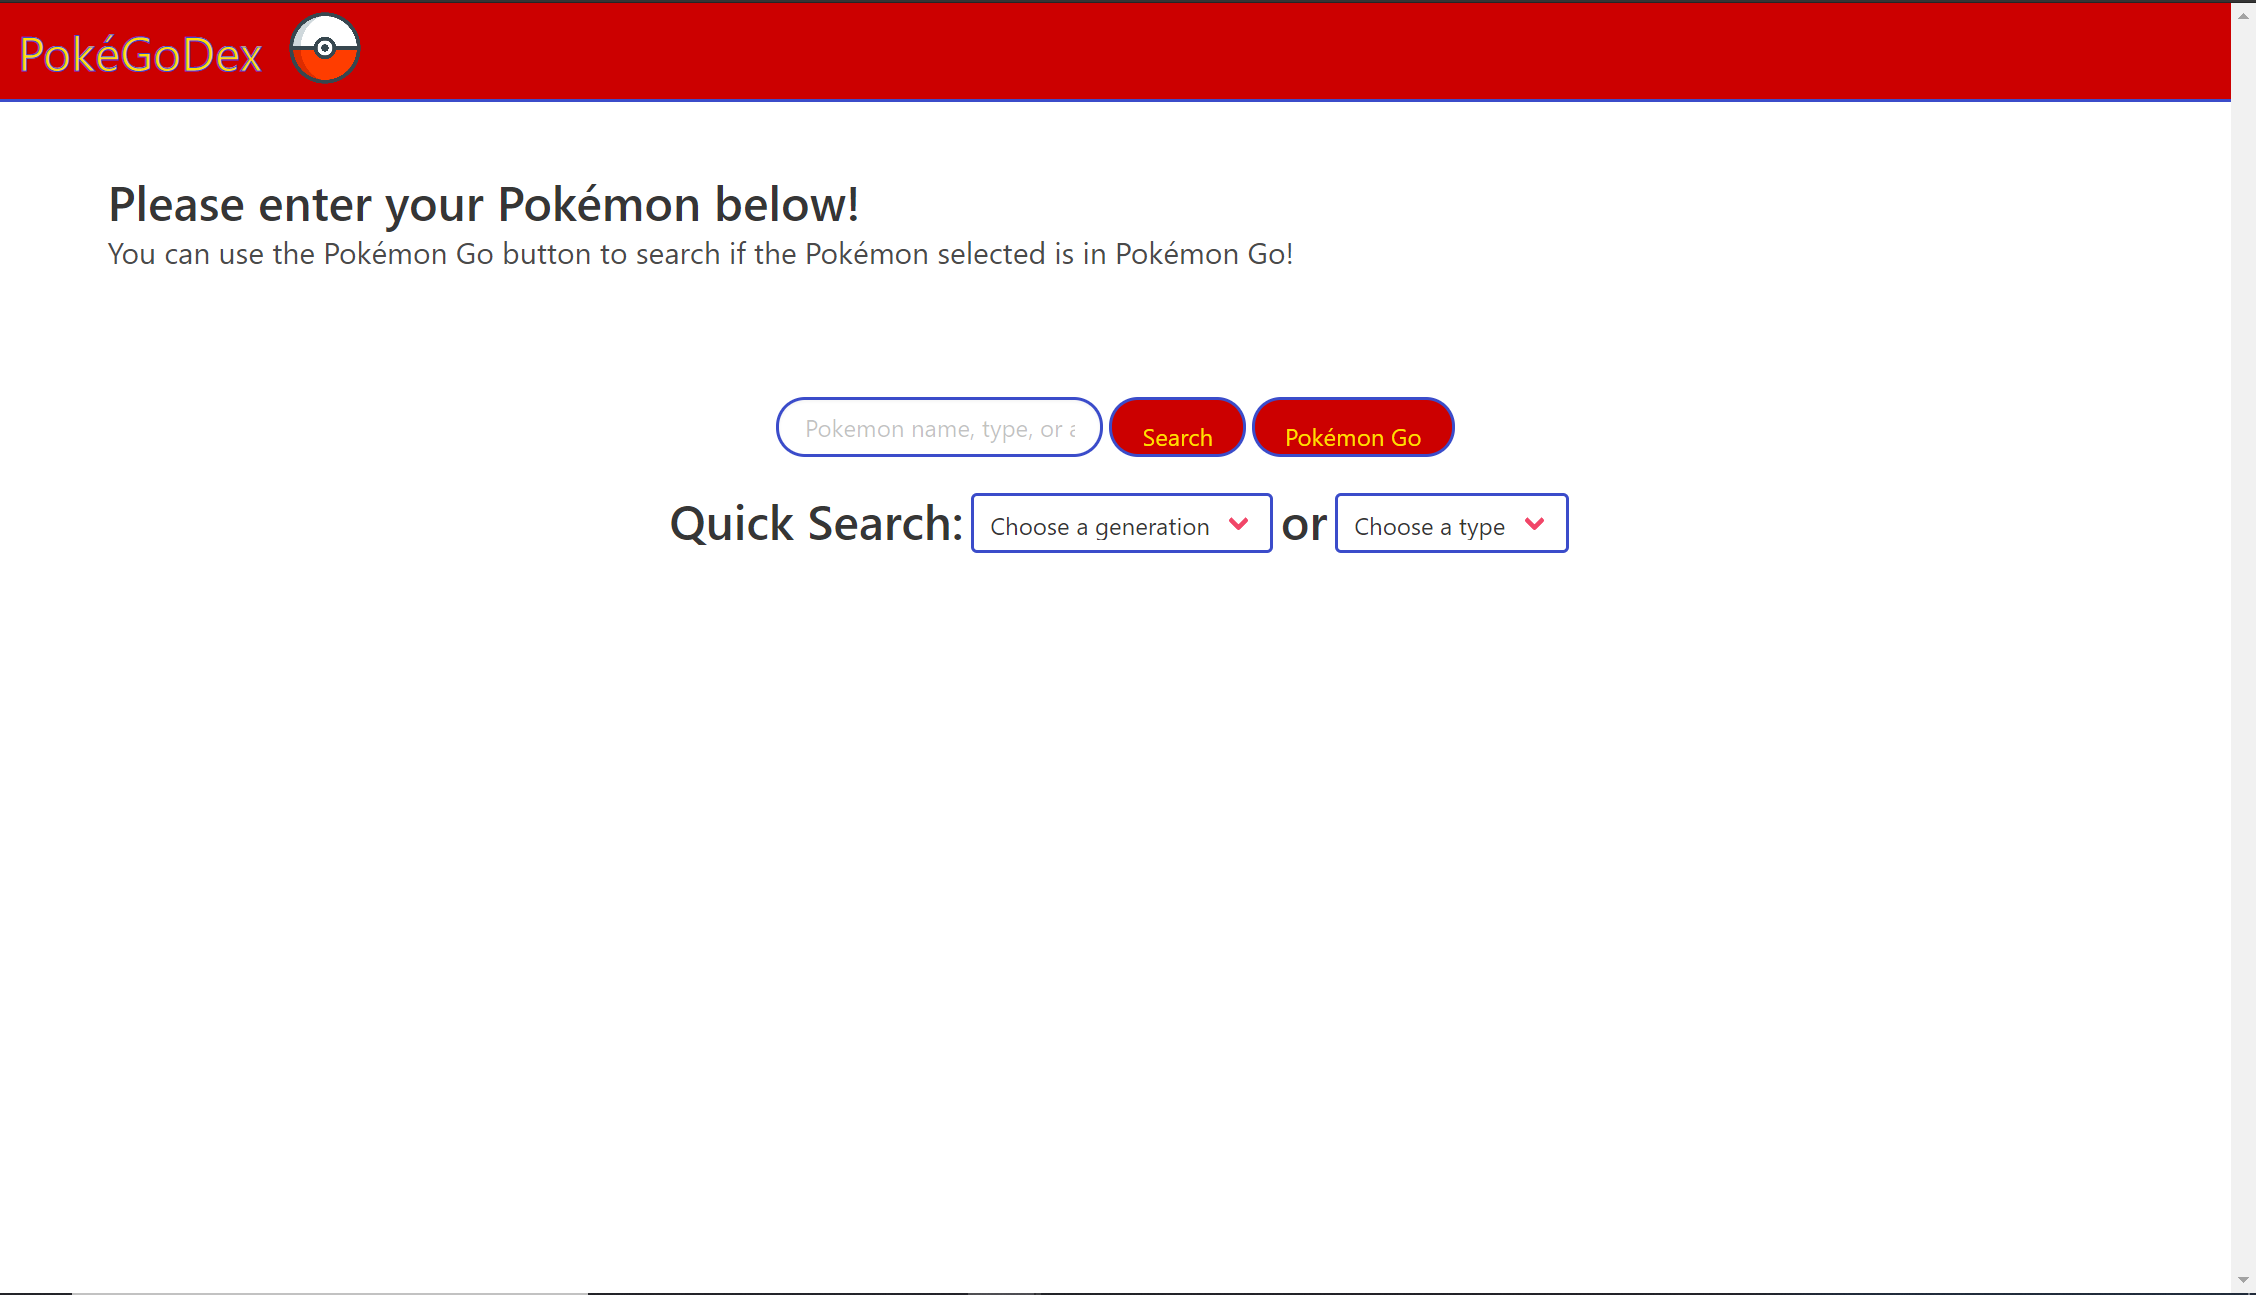 PokéGoDex
Please enter your Pokémon below!
You can use the Pokémon Go button to search if the Pokémon selected is in Pokémon Go!
Pokemon name, type, or
Search
Pokémon Go
Quick Search: Choose a generation or Choose a type